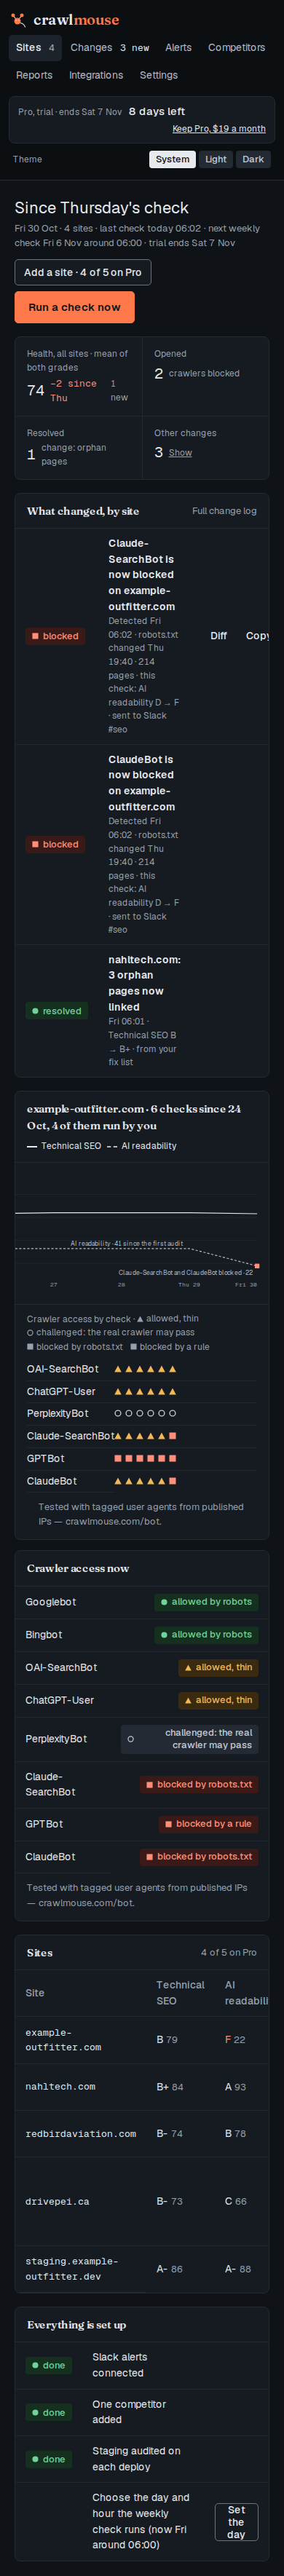 crawlmouse
Sites 4 Changes 3 new Alerts Competitors
Reports Integrations Settings
Pro, trial · ends Sat 7 Nov 8 days left
Keep Pro, $19 a month
Theme System Light Dark
Since Thursday's check
Fri 30 Oct · 4 sites · last check today 06:02 · next weekly
check Fri 6 Nov around 06:00 · trial ends Sat 7 Nov
Add a site · 4 of 5 on Pro
Run a check now
Health, all sites · mean of
both grades
74 −2 since
Thu
1
new
Opened
2 crawlers blocked
Resolved
1 change: orphan
pages
Other changes
3 Show
What changed, by site Full change log
blocked
Claude-
SearchBot is
now blocked
on example-
outfitter.com
Detected Fri
06:02 · robots.txt
changed Thu
19:40 · 214
pages · this
check: AI
readability D → F
· sent to Slack
#seo
Diff Copy
blocked
ClaudeBot is
now blocked
on example-
outfitter.com
Detected Fri
06:02 · robots.txt
changed Thu
19:40 · 214
pages · this
check: AI
readability D → F
· sent to Slack
#seo
resolved
nahltech.com:
3 orphan
pages now
linked
Fri 06:01 ·
Technical SEO B
→ B+ · from your
fix list
example-outfitter.com · 6 checks since 24
Oct, 4 of them run by you
Technical SEO AI readability
AI readability · 41 since the first audit
Claude-SearchBot and ClaudeBot blocked · 22
27 28 Thu 29 Fri 30
Crawler access by check · ▲ allowed, thin
○ challenged: the real crawler may pass
■ blocked by robots.txt ■ blocked by a rule
OAI-SearchBot ▲ ▲ ▲ ▲ ▲ ▲
ChatGPT-User ▲ ▲ ▲ ▲ ▲ ▲
PerplexityBot ○ ○ ○ ○ ○ ○
Claude-SearchBot ▲ ▲ ▲ ▲ ▲ ■
GPTBot ■ ■ ■ ■ ■ ■
ClaudeBot ▲ ▲ ▲ ▲ ▲ ■
Tested with tagged user agents from published
IPs — crawlmouse.com/bot.
Crawler access now
Googlebot ● allowed by robots
Bingbot ● allowed by robots
OAI-SearchBot ▲ allowed, thin
ChatGPT-User ▲ allowed, thin
PerplexityBot ○ challenged: the real
crawler may pass
Claude-
SearchBot ■ blocked by robots.txt
GPTBot ■ blocked by a rule
ClaudeBot ■ blocked by robots.txt
Tested with tagged user agents from published IPs
— crawlmouse.com/bot.
Sites 4 of 5 on Pro
Site Technical
SEO
AI
readabili
example-
outfitter.com B 79 F 22
nahltech.com B+ 84 A 93
redbirdaviation.com B- 74 B 78
drivepei.ca B- 73 C 66
staging.example-
outfitter.dev A- 86 A- 88
Everything is set up
done Slack alerts
connected
done One competitor
added
done Staging audited on
each deploy
Choose the day and
hour the weekly
check runs (now Fri
around 06:00)
Set
the
day